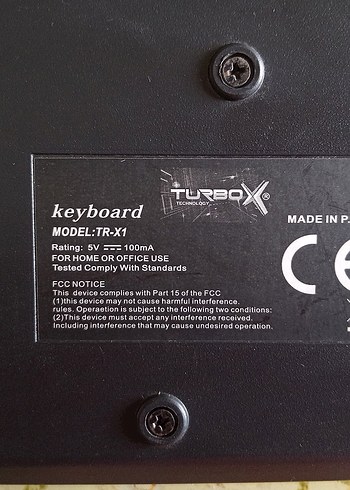 TURBOX®
TECHNOLOGY
keyboard
MODEL:TR-X1
MADE IN P.
Rating: 5V 100mA
FOR HOME OR OFFICE USE
Tested Comply With Standards
CE
FCC NOTICE
This device complies with Part 15 of the FCC
(1)this device may not cause harmful interference.
rules. Operaetion is subject to the following two conditions:
(2)This device must accept any interference received.
Including interference that may cause undesired operation.